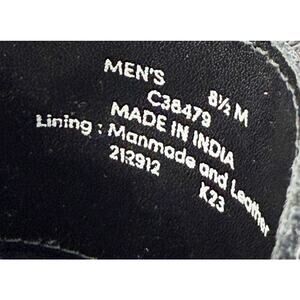 MEN'S 8½ M
C38479
MADE IN INDIA
Lining : Manmade and Leather
212912 K23